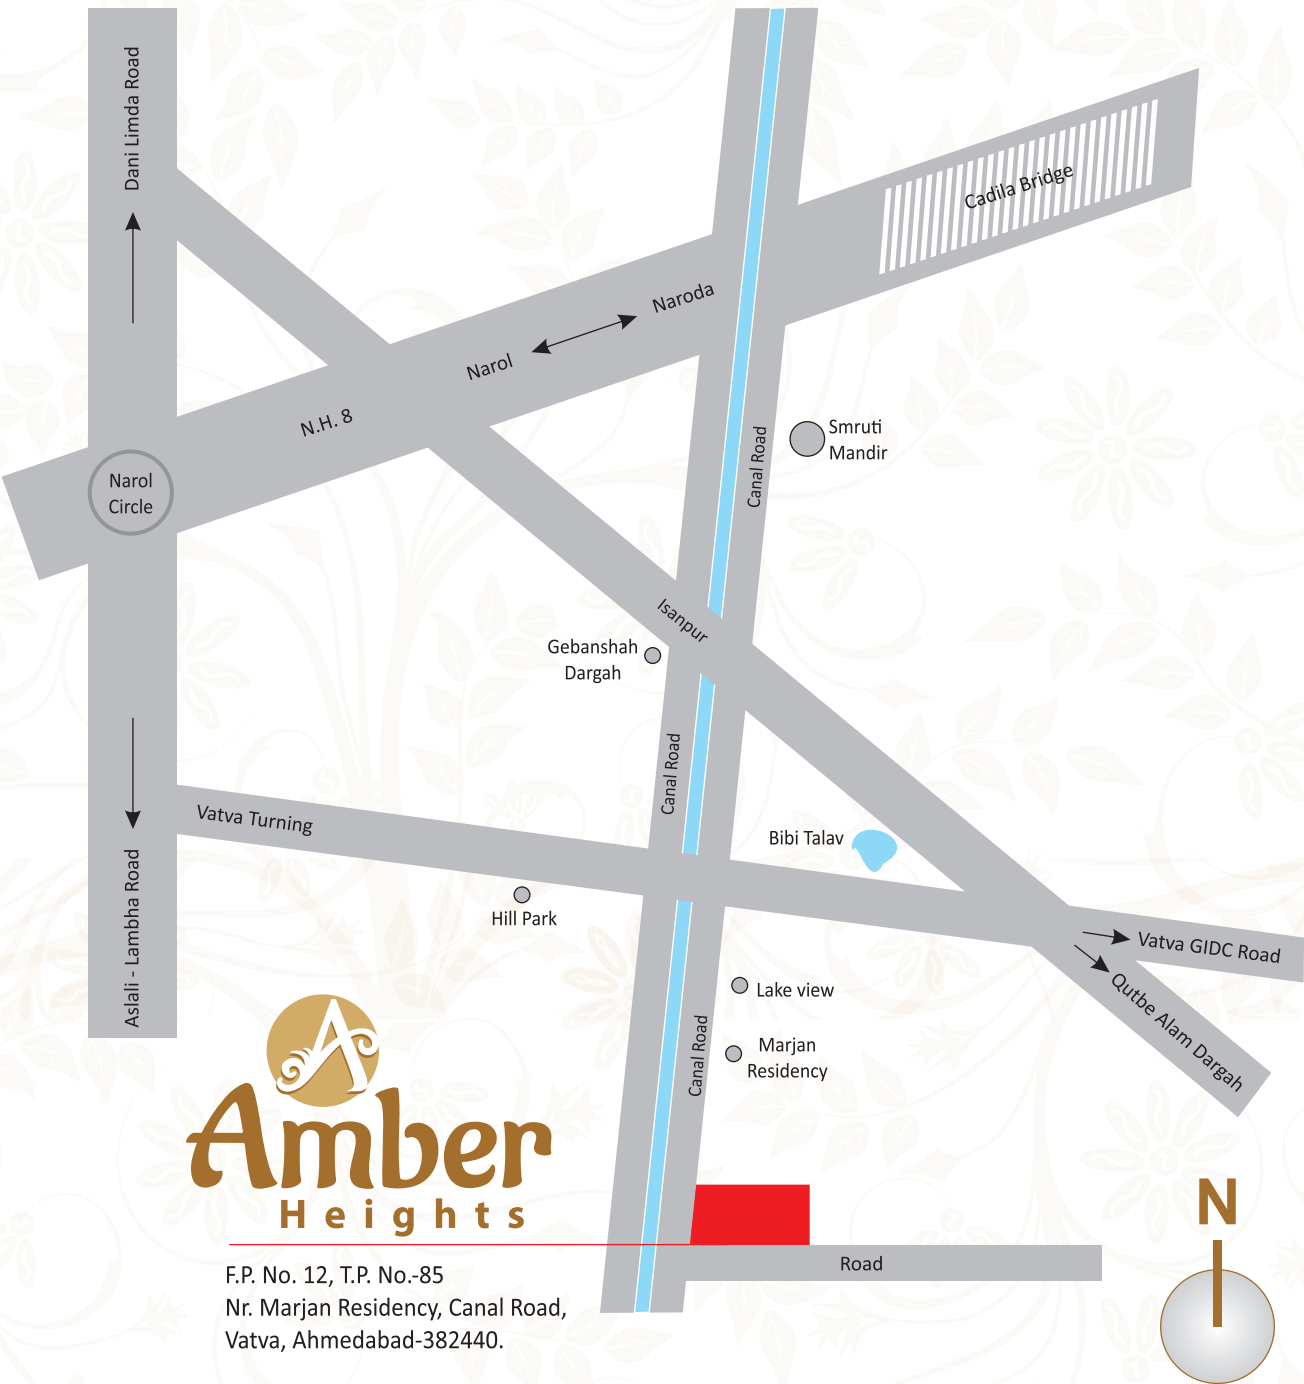 Dani Limda Road
Cadila Bridge
Naroda
Narol
N.H. 8
Smruti
Mandir
Canal Road
Narol
Circle
Isanpur
Gebanshah
Dargah
Canal Road
Vatva Turning
Bibi Talav
Hill Park
Aslali - Lambha Road
Vatva GIDC Road
Qutbe Alam Dargah
Lake view
Canal Road
Marjan
Residency
A
Amber
Heights
N
Road
F.P. No. 12, T.P. No.-85
Nr. Marjan Residency, Canal Road,
Vatva, Ahmedabad-382440.